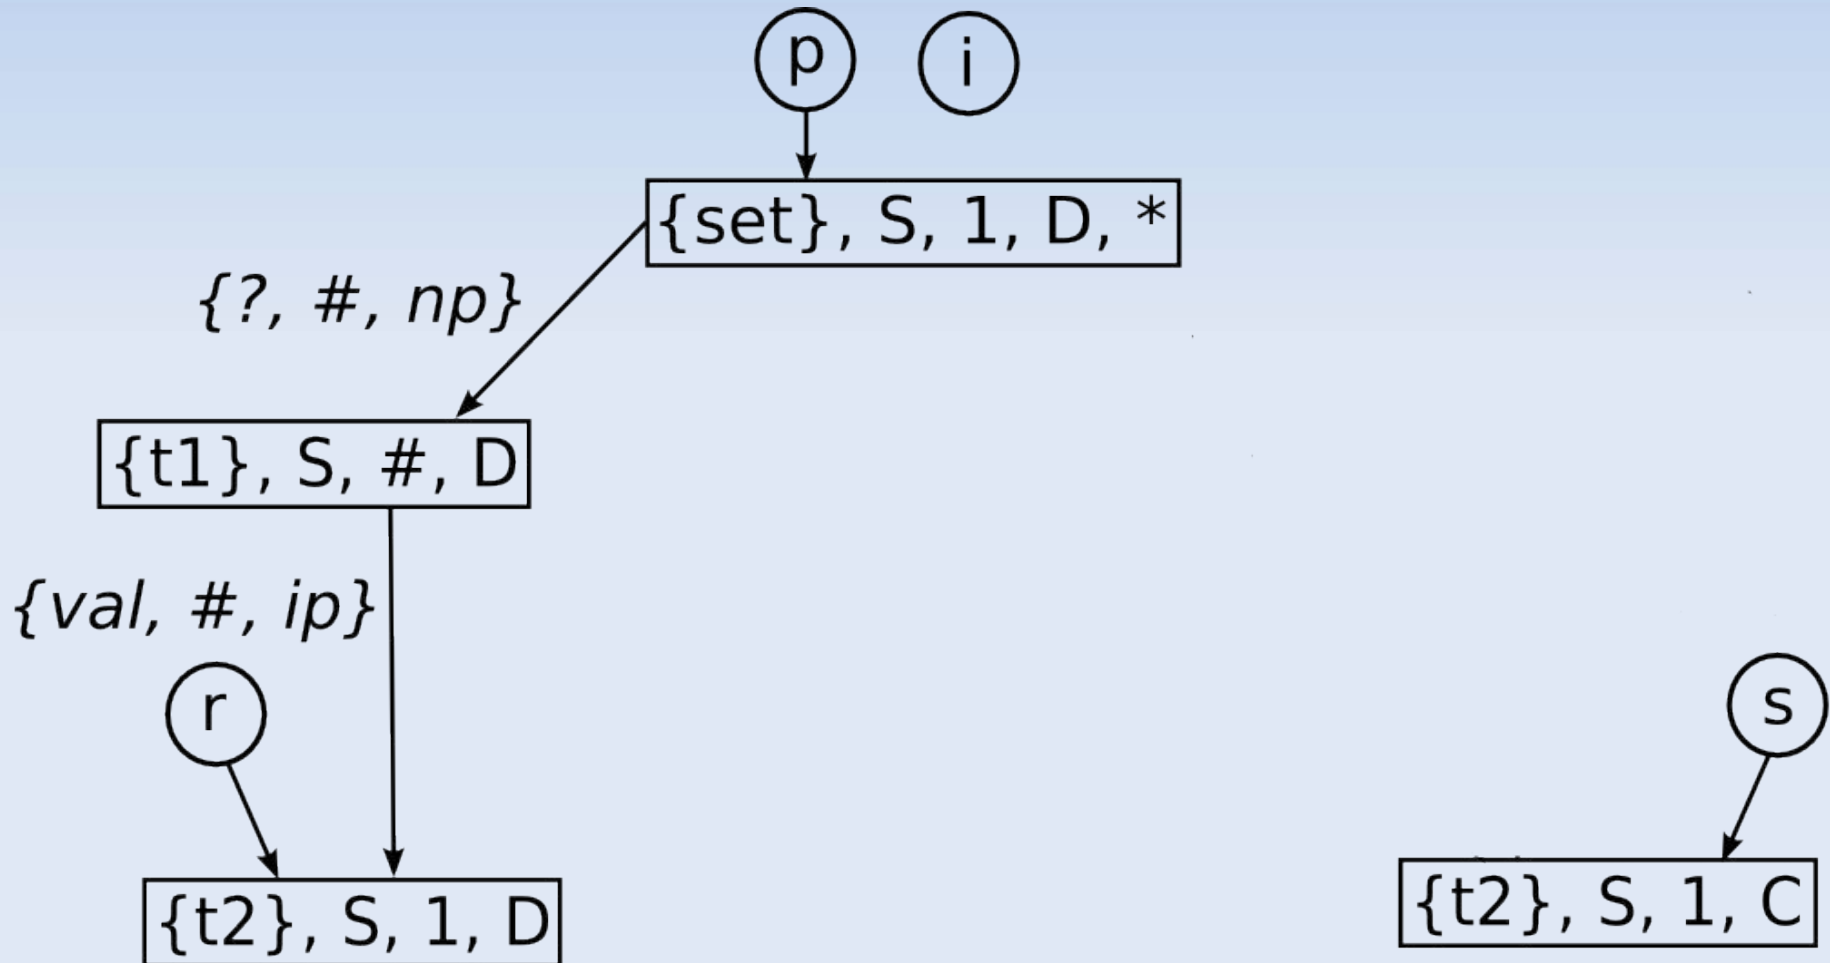 p
i
{set}, S, 1, D, *
{?, #, np}
{t1}, S, #, D
{val, #, ip}
r
s
{t2}, S, 1, D
{t2}, S, 1, C